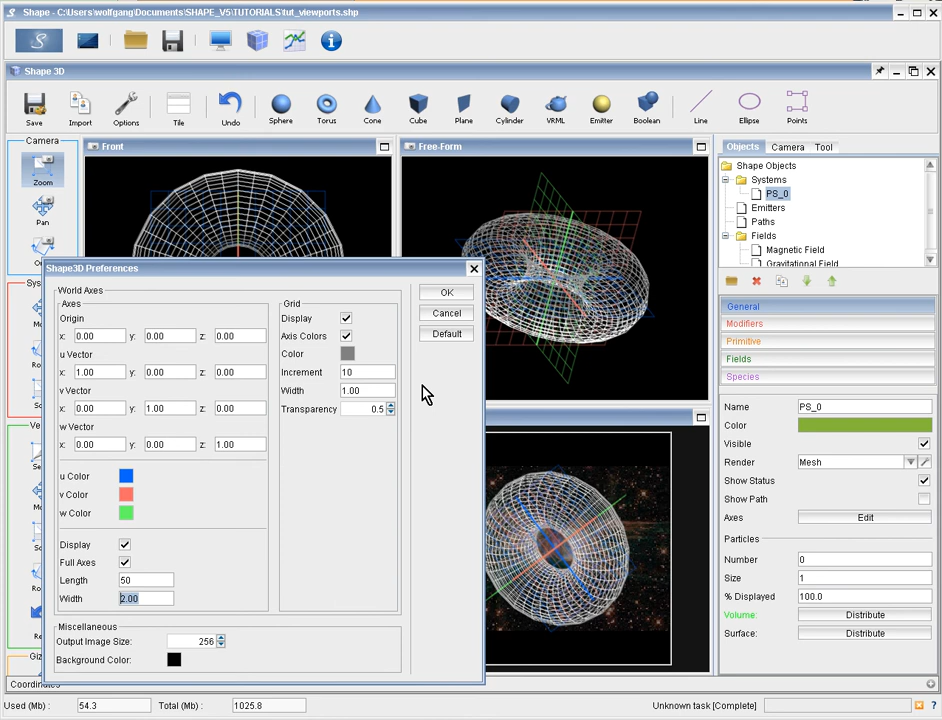 Shape - C:\Users\wolfgang\Documents\SHAPE_V5\TUTORIALS\tut_viewports.shp
Shape 3D
Save Import Options Tile Undo Sphere Torus Cone Cube Plane Cylinder VRML Emitter Boolean Line Ellipse Points
Camera
Zoom
Pan
Front
Free-Form
Objects Camera Tool
Shape Objects
Systems
PS_0
Emitters
Paths
Fields
Magnetic Field
Gravitational Field
General
Modifiers
Primitive
Fields
Species
Name PS_0
Color
Visible
Render Mesh
Show Status
Show Path
Axes Edit
Particles
Number 0
Size 1
% Displayed 100.0
Volume: Distribute
Surface: Distribute
Shape3D Preferences
World Axes
Axes
Origin
x: 0.00 y: 0.00 z: 0.00
u Vector
x: 1.00 y: 0.00 z: 0.00
v Vector
x: 0.00 y: 1.00 z: 0.00
w Vector
x: 0.00 y: 0.00 z: 1.00
u Color
v Color
w Color
Display
Full Axes
Length 50
Width 2.00
Grid
Display
Axis Colors
Color
Increment 10
Width 1.00
Transparency 0.5
OK
Cancel
Default
Miscellaneous
Output Image Size: 256
Background Color:
Coordinates
Used (Mb) : 54.3 Total (Mb) : 1025.8 Unknown task [Complete]